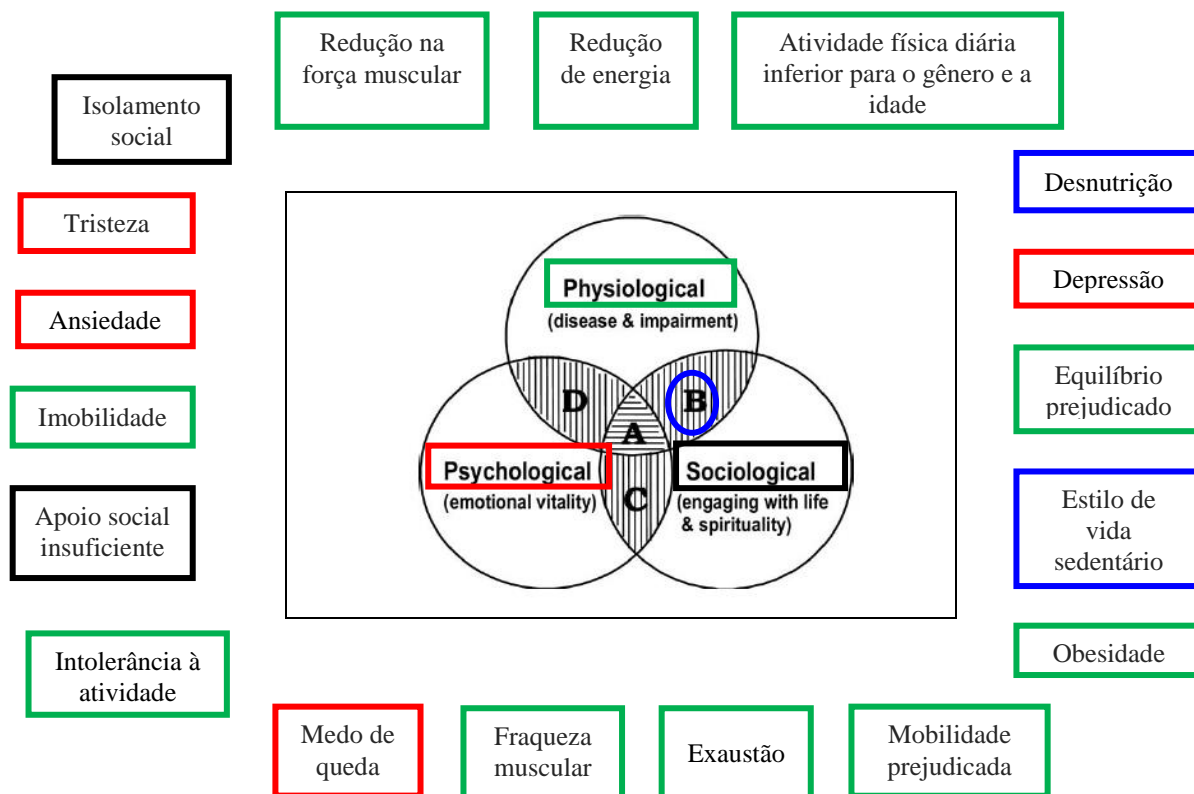 Redução na
força muscular
Redução
de energia
Atividade física diária
inferior para o gênero e a
idade
Isolamento
social
Desnutrição
Tristeza
Depressão
Ansiedade
Physiological
(disease & impairment)
Equilíbrio
prejudicado
Imobilidade
D
B
A
Psychological
(emotional vitality)
C
Sociological
(engaging with life
& spirituality)
Apoio social
insuficiente
Estilo de
vida
sedentário
Intolerância à
atividade
Obesidade
Medo de
queda
Fraqueza
muscular
Exaustão
Mobilidade
prejudicada